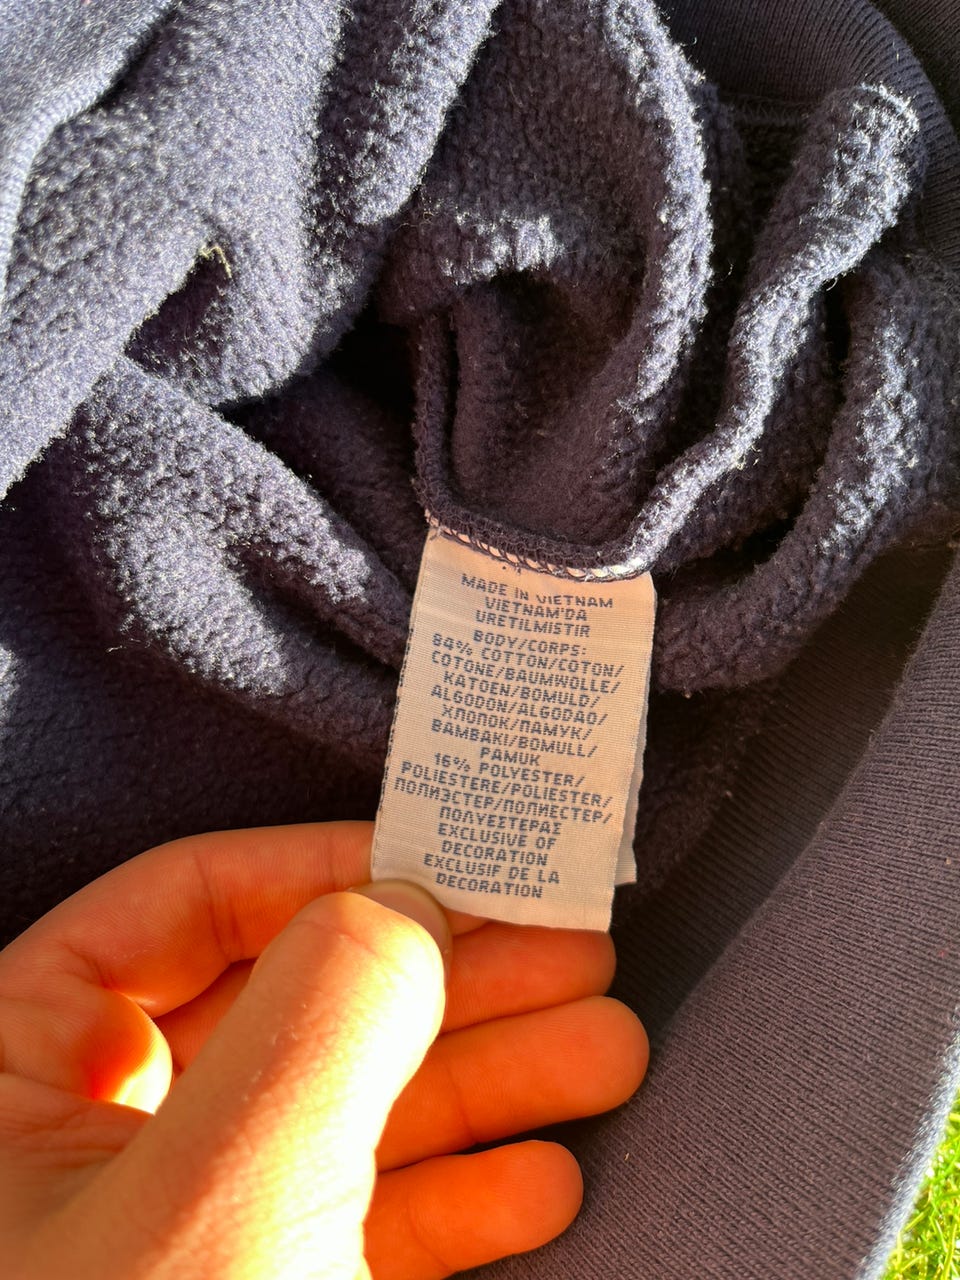 MADE IN VIETNAM
VIETNAM'DA
URETILMISTIR
BODY/CORPS:
84% COTTON/COTON/
COTONE/BAUMWOLLE/
KATOEN/BOMULD/
ALGODON/ALGODAO/
ХЛОПОК/ПАМУК/
BAMBAKI/BOMULL/
PAMUK
16% POLYESTER/
POLIESTERE/POLIESTER/
ПОЛИЭСТЕР/ПОЛИЕСТЕР/
ΠΟΛΥΕΣΤΕΡΑΣ
EXCLUSIVE OF
DECORATION
EXCLUSIF DE LA
DECORATION